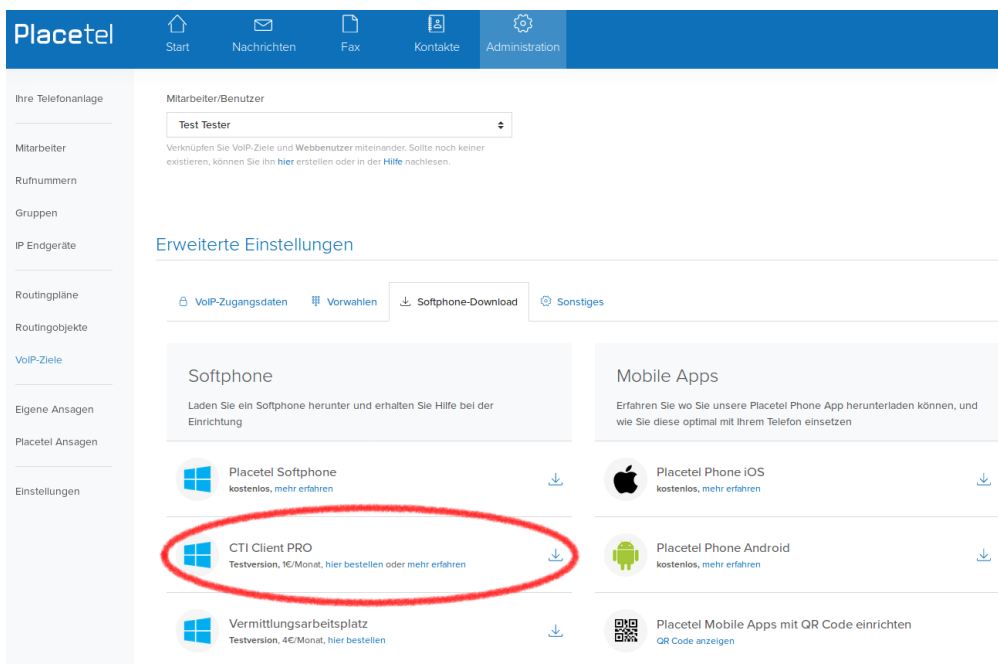 Placetel
Start
Nachrichten
Fax
Kontakte
Administration
Ihre Telefonanlage
Mitarbeiter
Rufnummern
Gruppen
IP Endgeräte
Routingpläne
Routingobjekte
VoIP-Ziele
Eigene Ansagen
Placetel Ansagen
Einstellungen
Mitarbeiter/Benutzer
Test Tester
Verknüpfen Sie VoIP-Ziele und Webbenutzer miteinander. Sollte noch keiner
existieren, können Sie ihn hier erstellen oder in der Hilfe nachlesen.
Erweiterte Einstellungen
VoIP-Zugangsdaten
Vorwahlen
Softphone-Download
Sonstiges
Softphone
Laden Sie ein Softphone herunter und erhalten Sie Hilfe bei der
Einrichtung
Placetel Softphone
kostenlos, mehr erfahren
CTI Client PRO
Testversion, 1€/Monat, hier bestellen oder mehr erfahren
Vermittlungsarbeitsplatz
Testversion, 4€/Monat, hier bestellen
Mobile Apps
Erfahren Sie wo Sie unsere Placetel Phone App herunterladen können, und
wie Sie diese optimal mit Ihrem Telefon einsetzen
Placetel Phone iOS
kostenlos, mehr erfahren
Placetel Phone Android
kostenlos, mehr erfahren
Placetel Mobile Apps mit QR Code einrichten
QR Code anzeigen